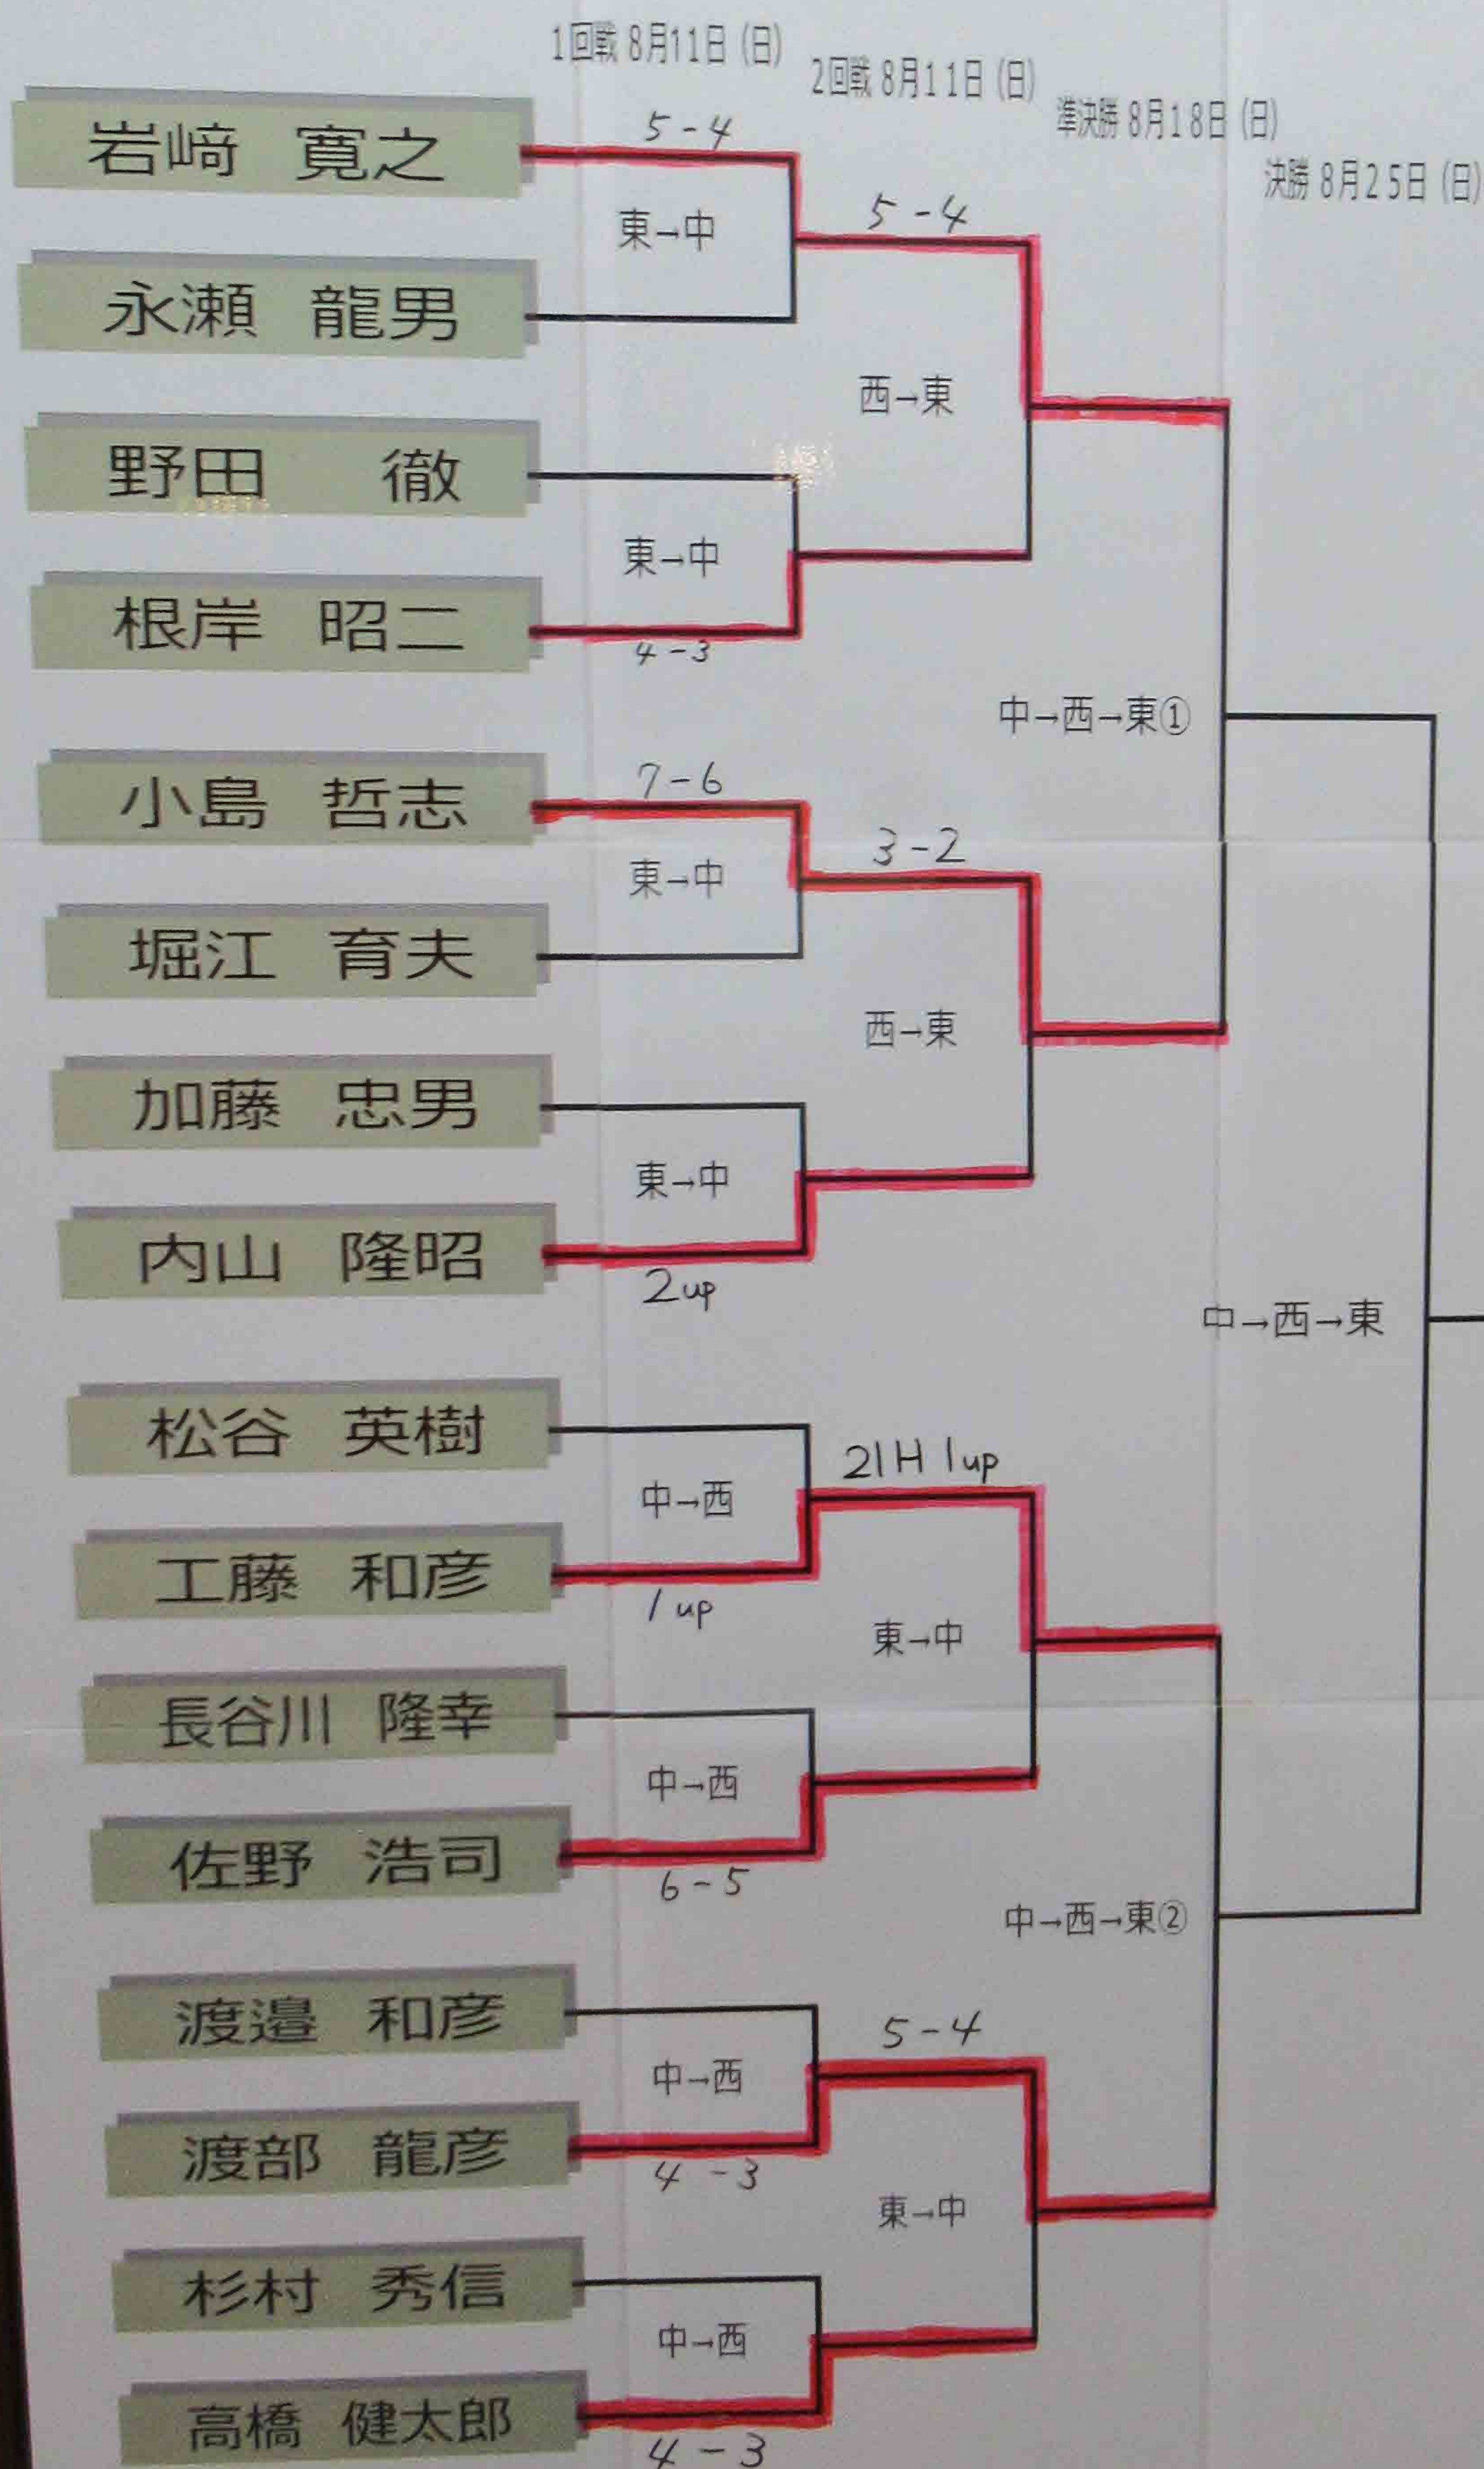 1回戦 8月11日 (日)
2回戦 8月11日 (日)
準決勝 8月18日 (日)
決勝 8月25日 (日)
岩﨑 寛之
5-4
東→中
5-4
永瀬 龍男
西→東
野田 徹
東→中
根岸 昭二
4-3
中→西→東①
小島 哲志
7-6
東→中
3-2
堀江 育夫
西→東
加藤 忠男
東→中
内山 隆昭
2up
中→西→東
松谷 英樹
中→西
21H 1up
工藤 和彦
1up
東→中
長谷川 隆幸
中→西
佐野 浩司
6-5
中→西→東②
渡邉 和彦
中→西
5-4
渡部 龍彦
4-3
東→中
杉村 秀信
中→西
高橋 健太郎
4-3